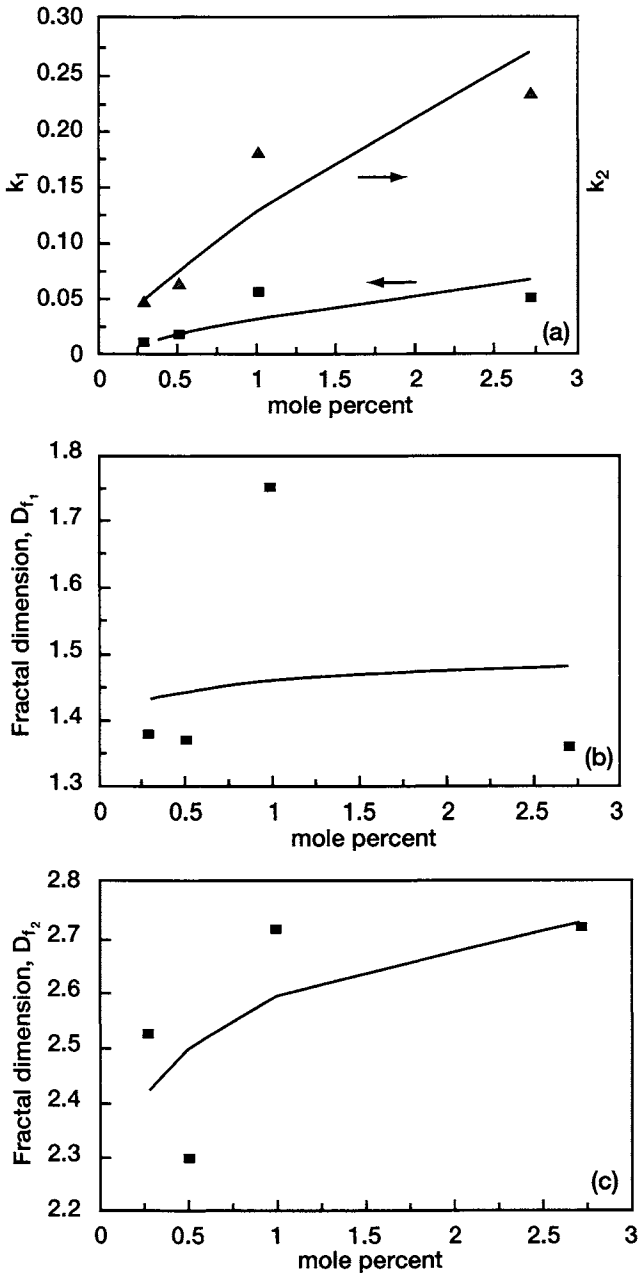 0.30
0.25
0.20
0.15
0.10
0.05
0
k₁
k₂
(a)
0 0.5 1 1.5 2 2.5 3
mole percent
1.8
1.7
1.6
1.5
1.4
1.3
Fractal dimension, D_f₁
(b)
0 0.5 1 1.5 2 2.5 3
mole percent
2.8
2.7
2.6
2.5
2.4
2.3
2.2
Fractal dimension, D_f₂
(c)
0 0.5 1 1.5 2 2.5 3
mole percent